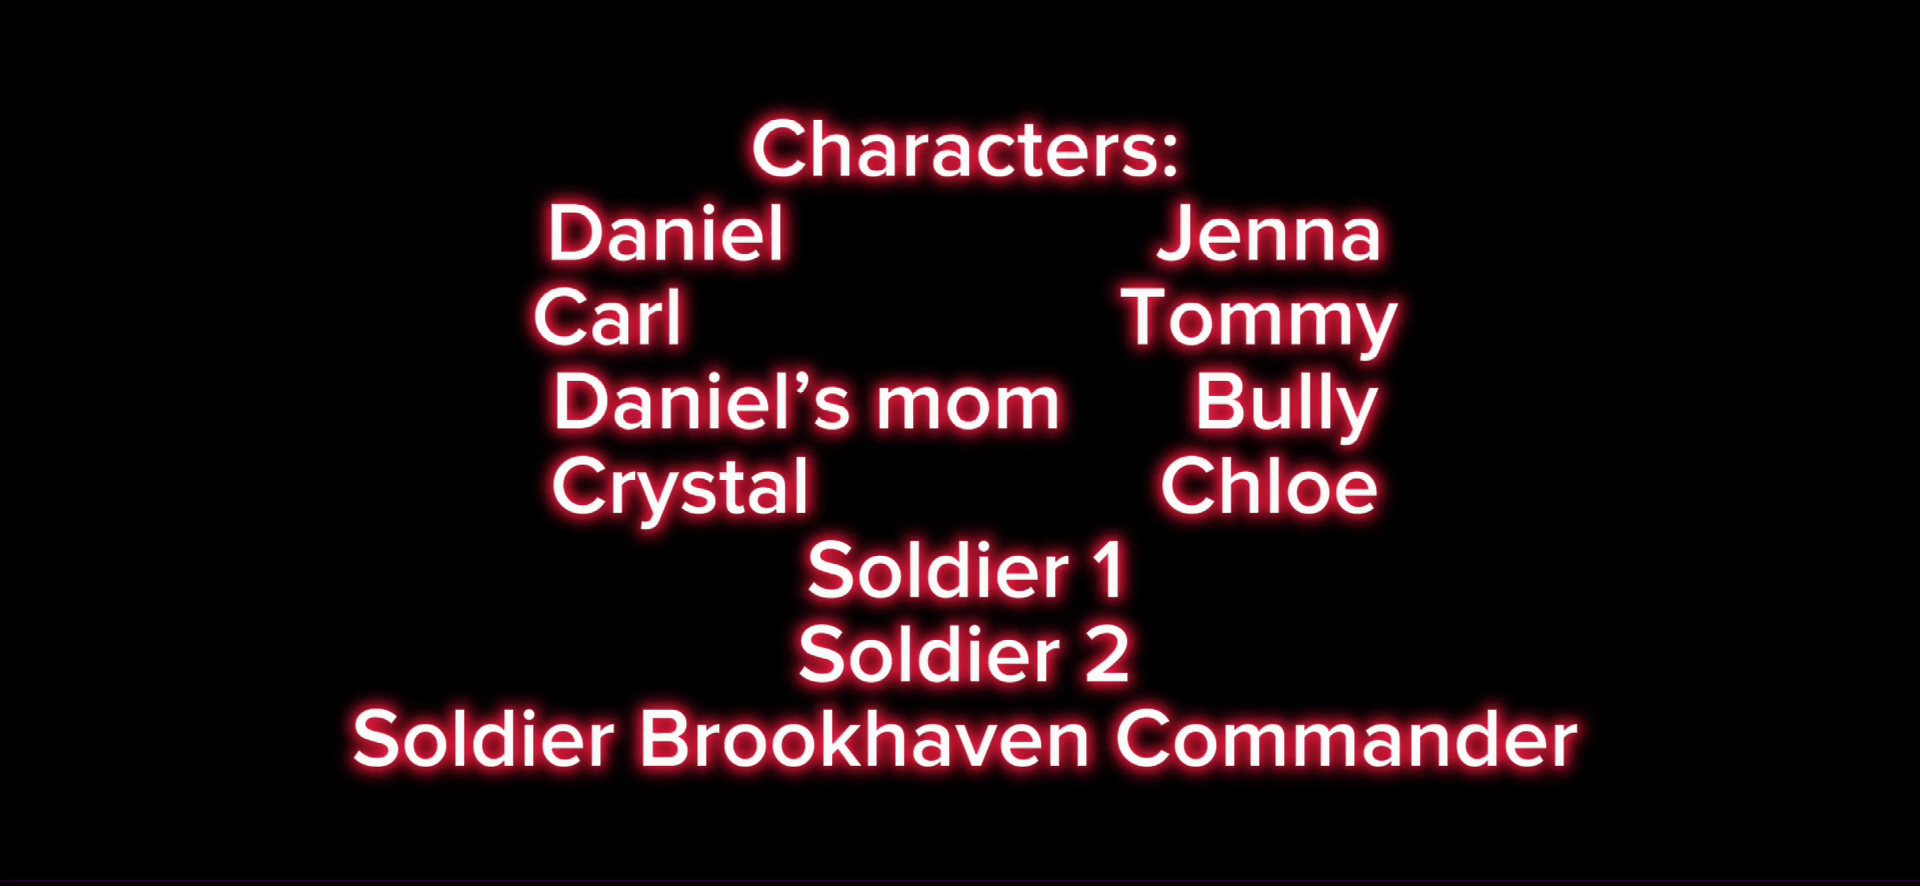 Characters:
Daniel Jenna
Carl Tommy
Daniel’s mom Bully
Crystal Chloe
Soldier 1
Soldier 2
Soldier Brookhaven Commander